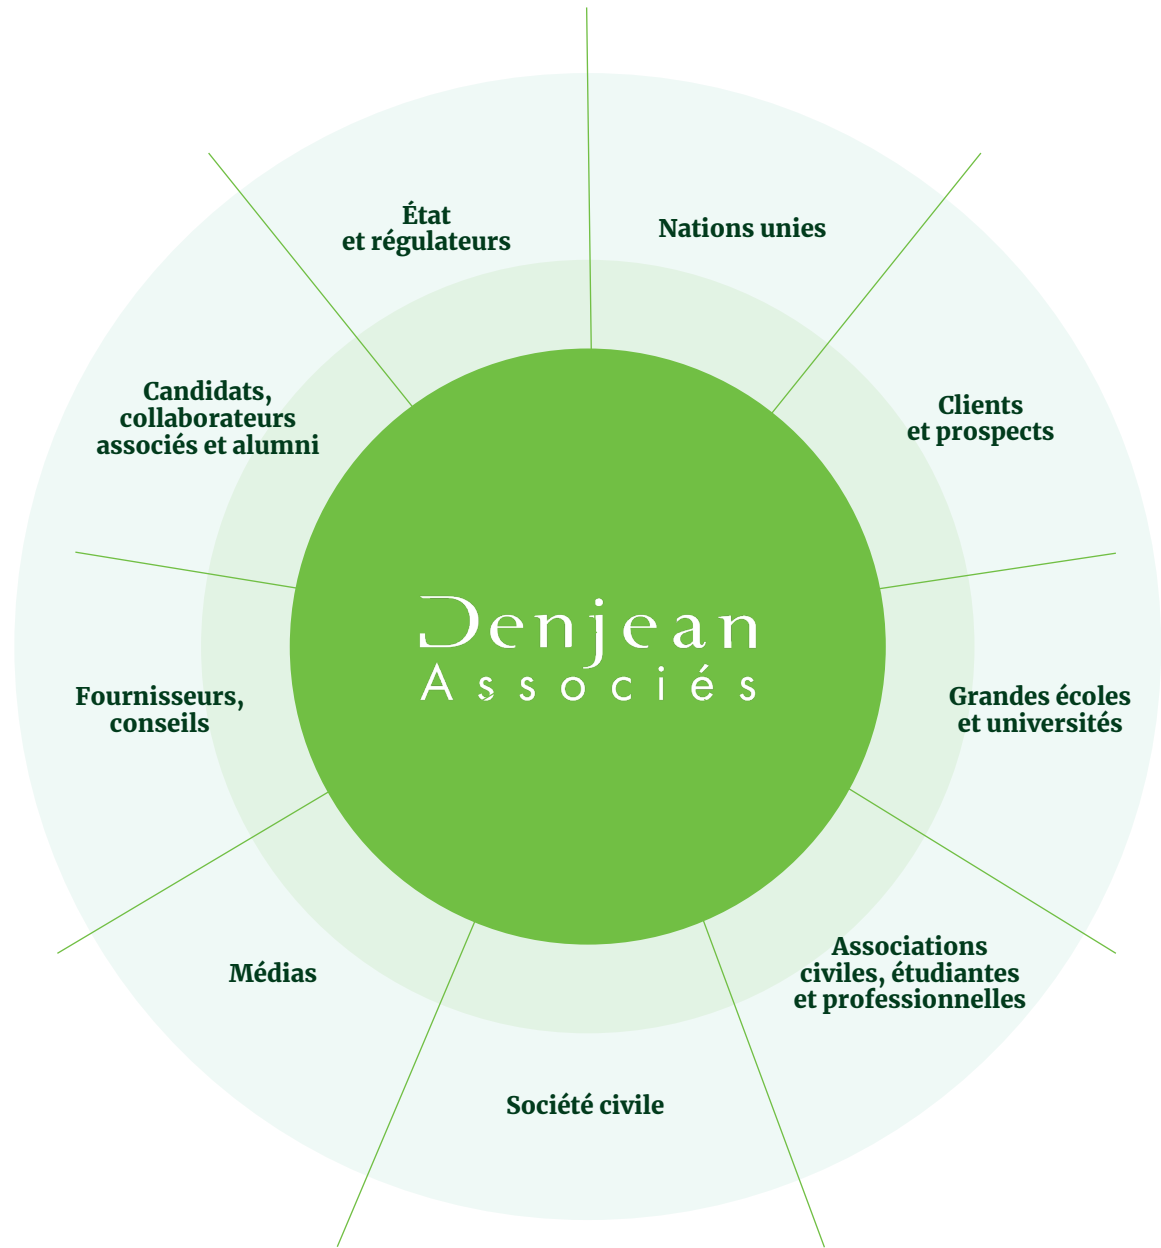 État
et régulateurs
Nations unies
Candidats,
collaborateurs
associés et alumni
Clients
et prospects
Denjean
Associés
Fournisseurs,
conseils
Grandes écoles
et universités
Médias
Associations
civiles, étudiantes
et professionnelles
Société civile